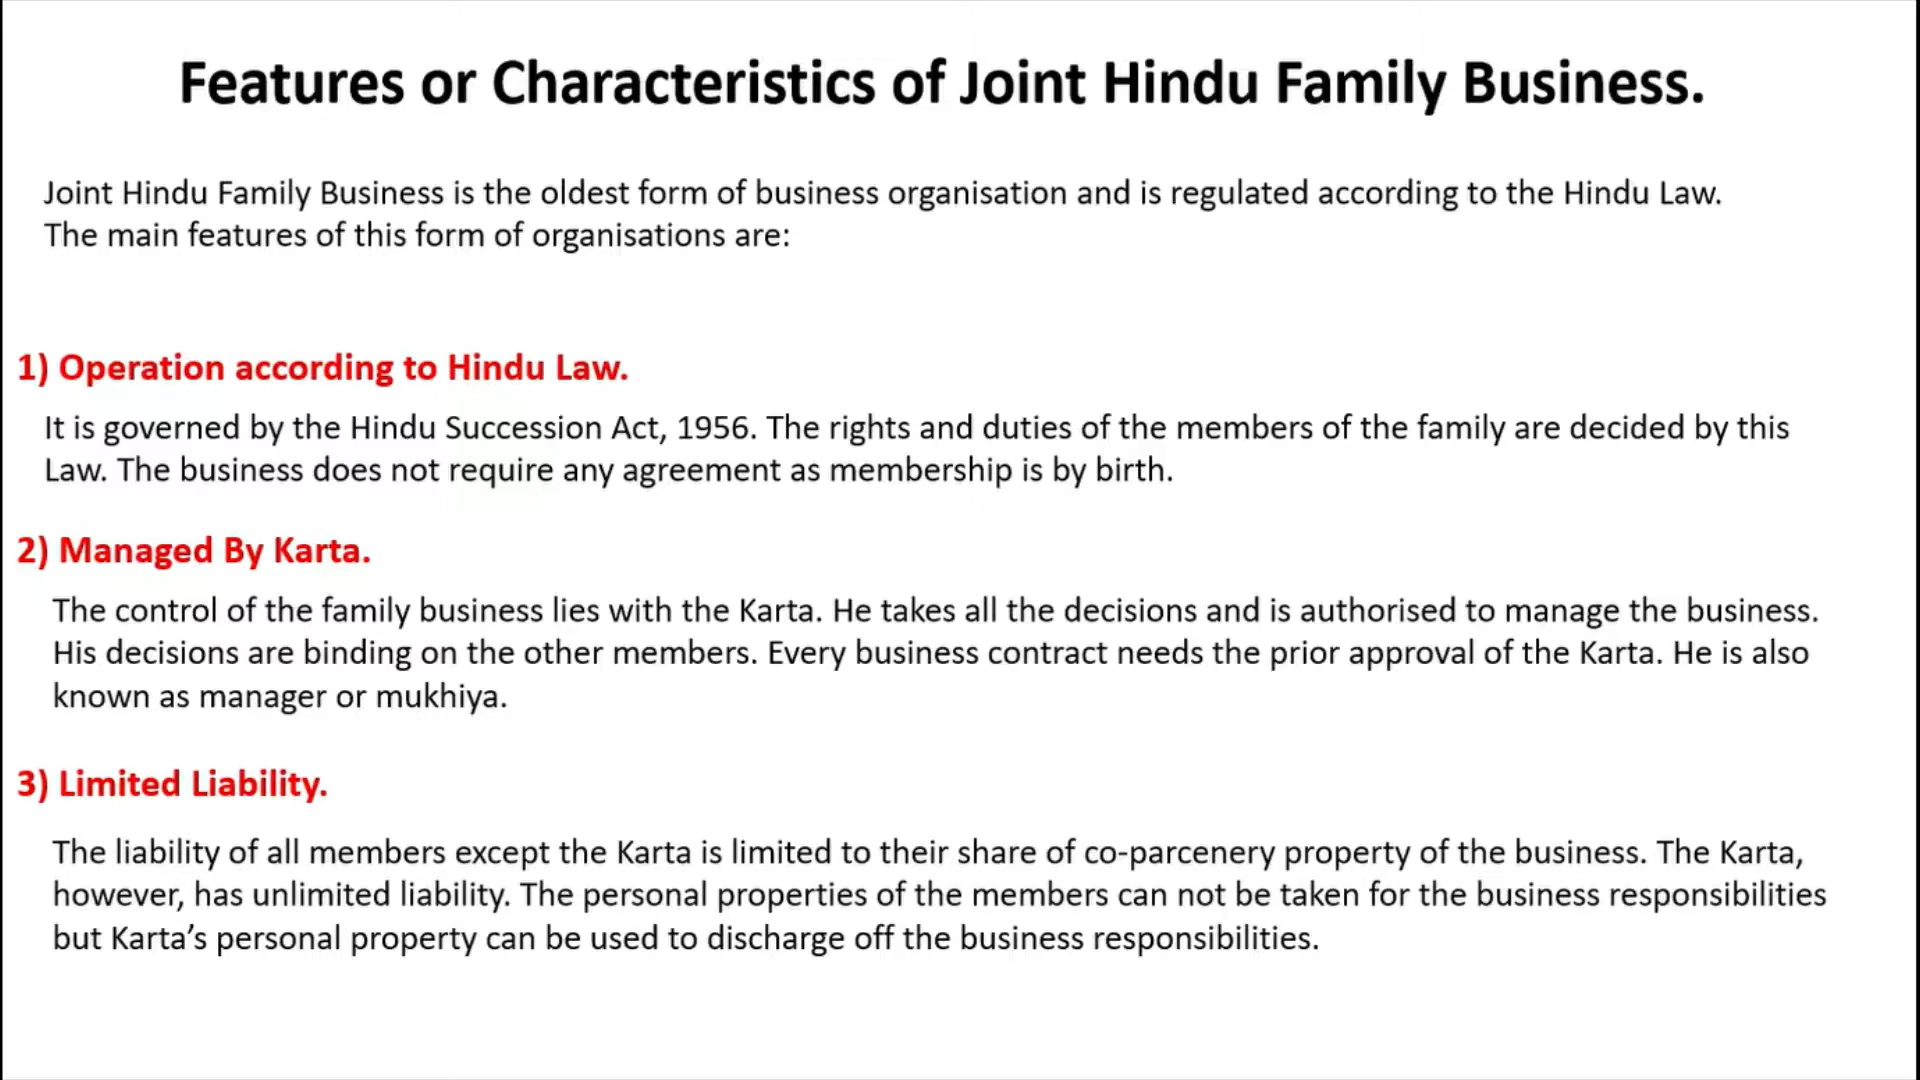 Features or Characteristics of Joint Hindu Family Business.
Joint Hindu Family Business is the oldest form of business organisation and is regulated according to the Hindu Law.
The main features of this form of organisations are:
1) Operation according to Hindu Law.
It is governed by the Hindu Succession Act, 1956. The rights and duties of the members of the family are decided by this
Law. The business does not require any agreement as membership is by birth.
2) Managed By Karta.
The control of the family business lies with the Karta. He takes all the decisions and is authorised to manage the business.
His decisions are binding on the other members. Every business contract needs the prior approval of the Karta. He is also
known as manager or mukhiya.
3) Limited Liability.
The liability of all members except the Karta is limited to their share of co-parcenery property of the business. The Karta,
however, has unlimited liability. The personal properties of the members can not be taken for the business responsibilities
but Karta’s personal property can be used to discharge off the business responsibilities.